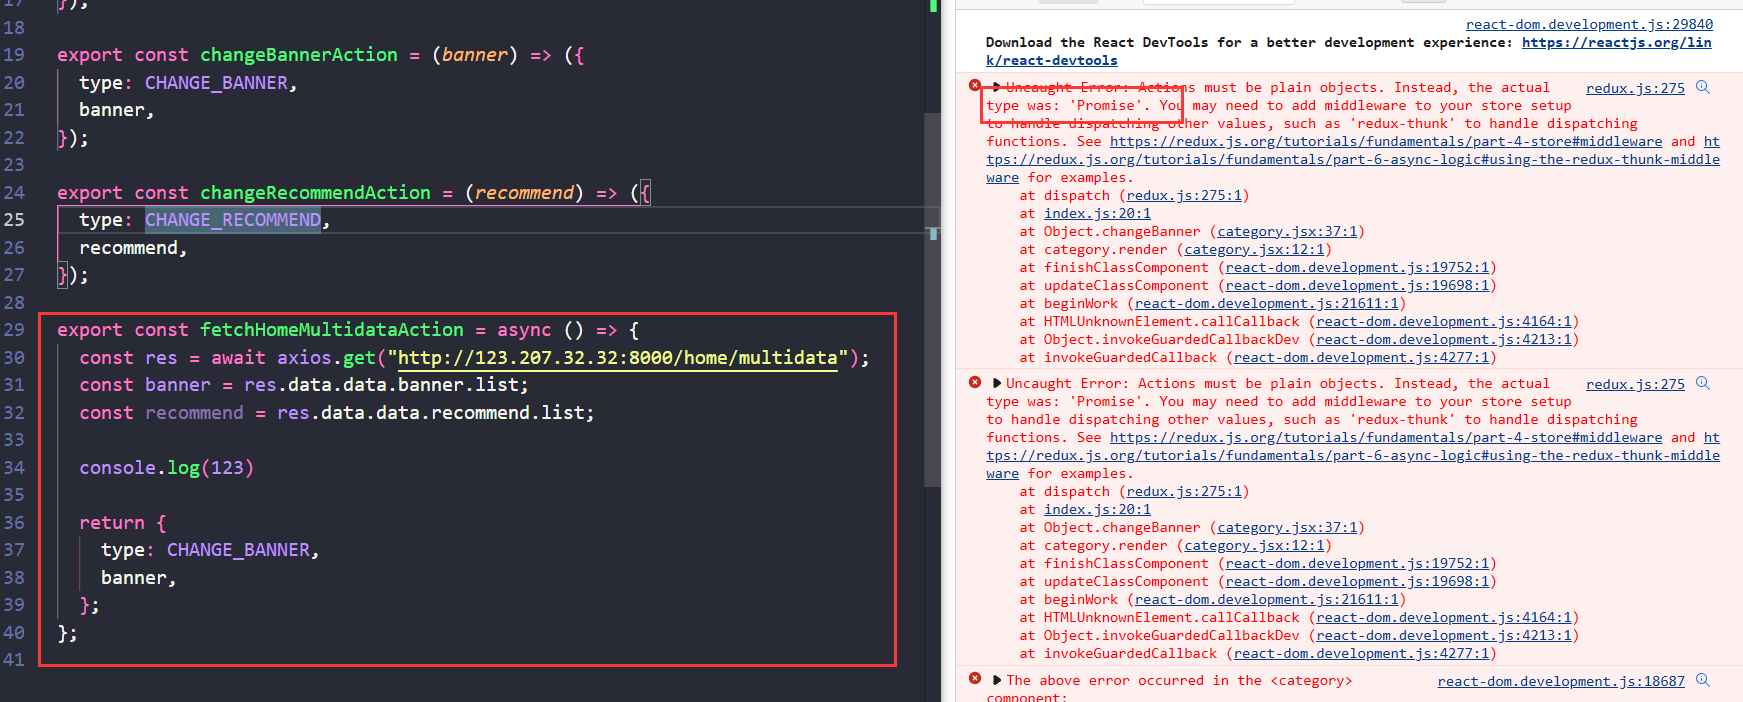 17 });
18
19 export const changeBannerAction = (banner) => ({
20 type: CHANGE_BANNER,
21 banner,
22 });
23
24 export const changeRecommendAction = (recommend) => ({
25 type: CHANGE_RECOMMEND,
26 recommend,
27 });
28
29 export const fetchHomeMultidataAction = async () => {
30 const res = await axios.get("http://123.207.32.32:8000/home/multidata");
31 const banner = res.data.data.banner.list;
32 const recommend = res.data.data.recommend.list;
33
34 console.log(123)
35
36 return {
37 type: CHANGE_BANNER,
38 banner,
39 };
40 };
41
react-dom.development.js:29840
Download the React DevTools for a better development experience: https://reactjs.org/lin
k/react-devtools
Uncaught Error: Actions must be plain objects. Instead, the actual redux.js:275
type was: 'Promise'. You may need to add middleware to your store setup
to handle dispatching other values, such as 'redux-thunk' to handle dispatching
functions. See https://redux.js.org/tutorials/fundamentals/part-4-store#middleware and ht
tps://redux.js.org/tutorials/fundamentals/part-6-async-logic#using-the-redux-thunk-middle
ware for examples.
at dispatch (redux.js:275:1)
at index.js:20:1
at Object.changeBanner (category.jsx:37:1)
at category.render (category.jsx:12:1)
at finishClassComponent (react-dom.development.js:19752:1)
at updateClassComponent (react-dom.development.js:19698:1)
at beginWork (react-dom.development.js:21611:1)
at HTMLUnknownElement.callCallback (react-dom.development.js:4164:1)
at Object.invokeGuardedCallbackDev (react-dom.development.js:4213:1)
at invokeGuardedCallback (react-dom.development.js:4277:1)
Uncaught Error: Actions must be plain objects. Instead, the actual redux.js:275
type was: 'Promise'. You may need to add middleware to your store setup
to handle dispatching other values, such as 'redux-thunk' to handle dispatching
functions. See https://redux.js.org/tutorials/fundamentals/part-4-store#middleware and ht
tps://redux.js.org/tutorials/fundamentals/part-6-async-logic#using-the-redux-thunk-middle
ware for examples.
at dispatch (redux.js:275:1)
at index.js:20:1
at Object.changeBanner (category.jsx:37:1)
at category.render (category.jsx:12:1)
at finishClassComponent (react-dom.development.js:19752:1)
at updateClassComponent (react-dom.development.js:19698:1)
at beginWork (react-dom.development.js:21611:1)
at HTMLUnknownElement.callCallback (react-dom.development.js:4164:1)
at Object.invokeGuardedCallbackDev (react-dom.development.js:4213:1)
at invokeGuardedCallback (react-dom.development.js:4277:1)
The above error occurred in the <category> react-dom.development.js:18687
component: